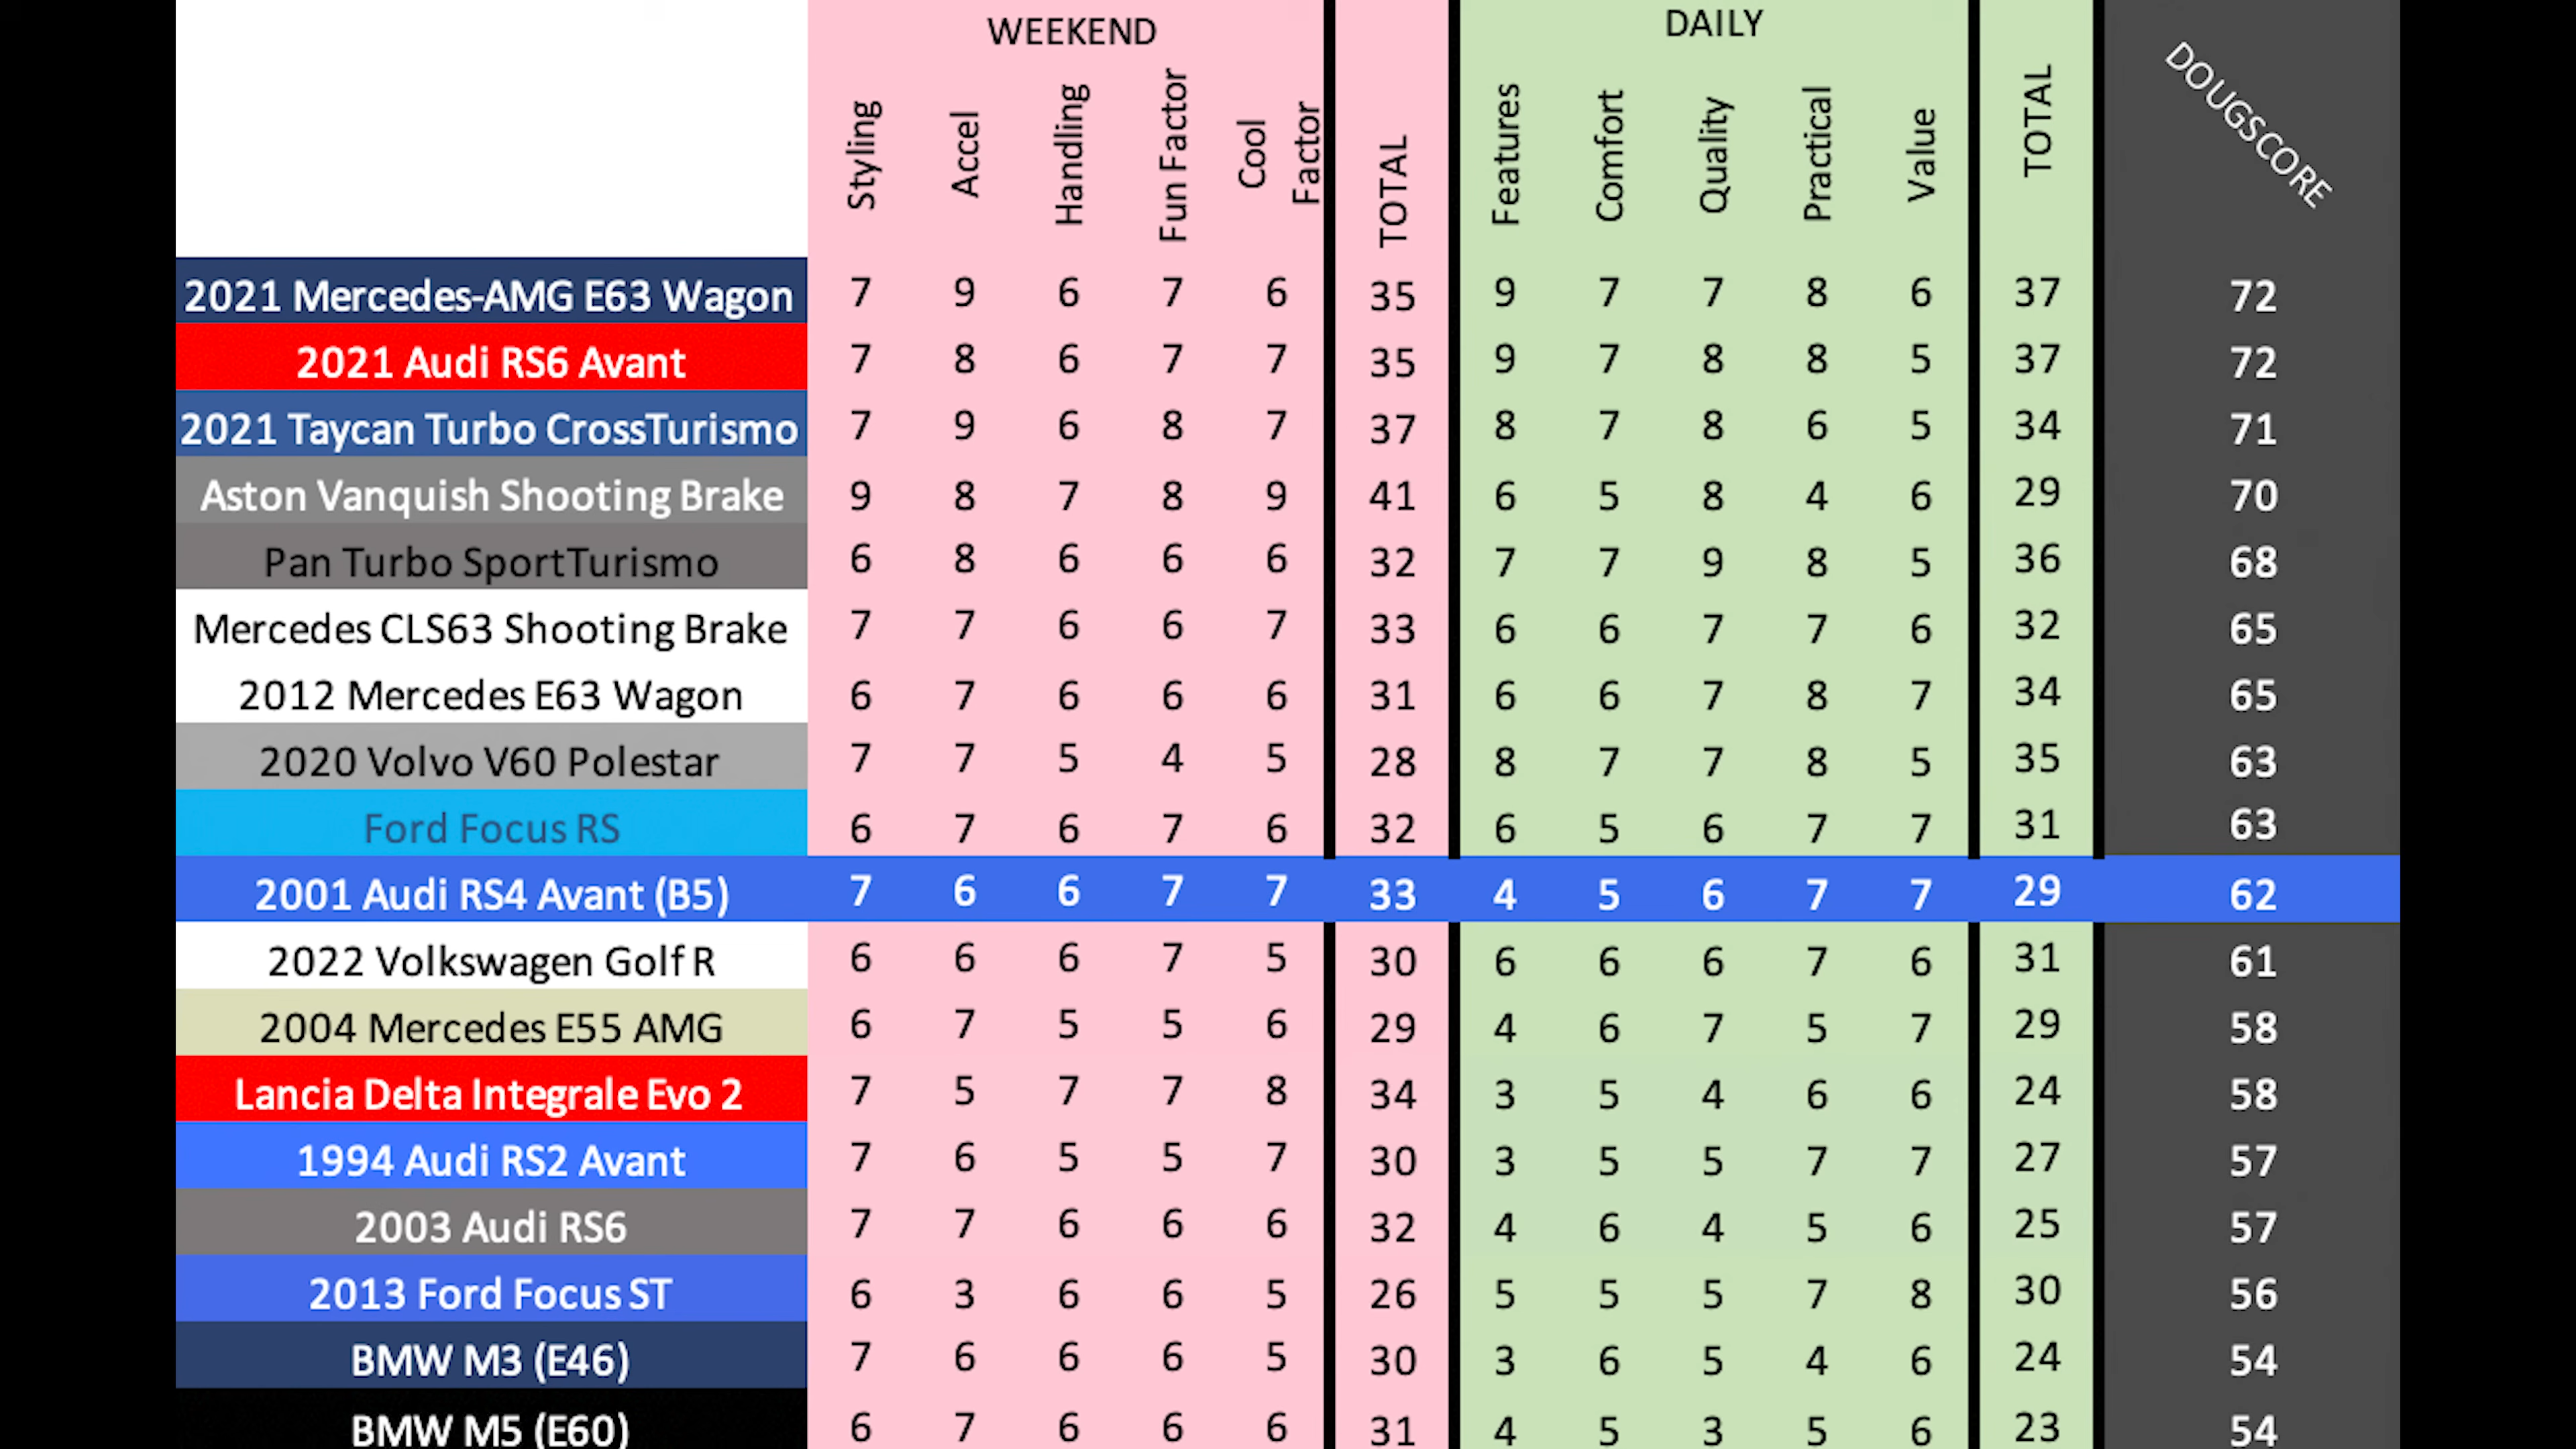 WEEKEND DAILY
Styling Accel Handling Fun Factor Cool Factor TOTAL Features Comfort Quality Practical Value TOTAL DOUGSCORE
2021 Mercedes-AMG E63 Wagon 7 9 6 7 6 35 9 7 7 8 6 37 72
2021 Audi RS6 Avant 7 8 6 7 7 35 9 7 8 8 5 37 72
2021 Taycan Turbo CrossTurismo 7 9 6 8 7 37 8 7 8 6 5 34 71
Aston Vanquish Shooting Brake 9 8 7 8 9 41 6 5 8 4 6 29 70
Pan Turbo SportTurismo 6 8 6 6 6 32 7 7 9 8 5 36 68
Mercedes CLS63 Shooting Brake 7 7 6 6 7 33 6 6 7 7 6 32 65
2012 Mercedes E63 Wagon 6 7 6 6 6 31 6 6 7 8 7 34 65
2020 Volvo V60 Polestar 7 7 5 4 5 28 8 7 7 8 5 35 63
Ford Focus RS 6 7 6 7 6 32 6 5 6 7 7 31 63
2001 Audi RS4 Avant (B5) 7 6 6 7 7 33 4 5 6 7 7 29 62
2022 Volkswagen Golf R 6 6 6 7 5 30 6 6 6 7 6 31 61
2004 Mercedes E55 AMG 6 7 5 5 6 29 4 6 7 5 7 29 58
Lancia Delta Integrale Evo 2 7 5 7 7 8 34 3 5 4 6 6 24 58
1994 Audi RS2 Avant 7 6 5 5 7 30 3 5 5 7 7 27 57
2003 Audi RS6 7 7 6 6 6 32 4 6 4 5 6 25 57
2013 Ford Focus ST 6 3 6 6 5 26 5 5 5 7 8 30 56
BMW M3 (E46) 7 6 6 6 5 30 3 6 5 4 6 24 54
BMW M5 (E60) 6 7 6 6 6 31 4 5 3 5 6 23 54